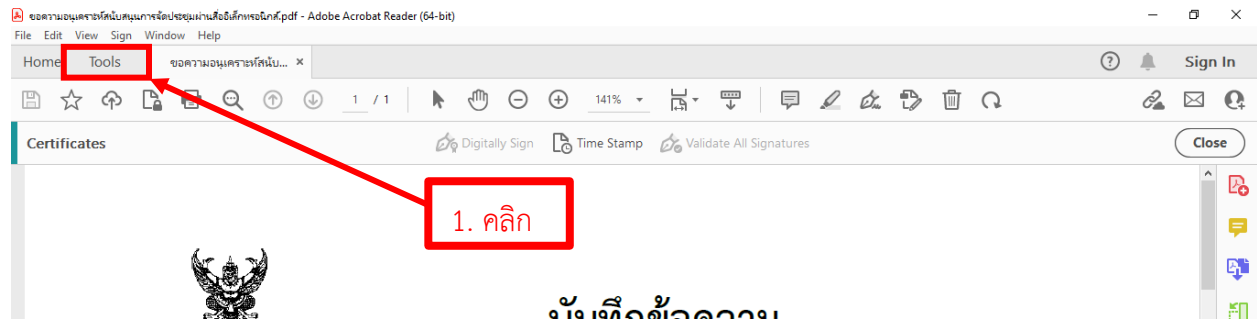 ขอความอนุเคราะห์สนับสนุนการจัดประชุมผ่านสื่ออิเล็กทรอนิกส์.pdf - Adobe Acrobat Reader (64-bit)
File Edit View Sign Window Help
Home Tools ขอความอนุเคราะห์สนับ... × Sign In
1 / 1 141%
Certificates Digitally Sign Time Stamp Validate All Signatures Close
1. คลิก
บันทึกข้อความ